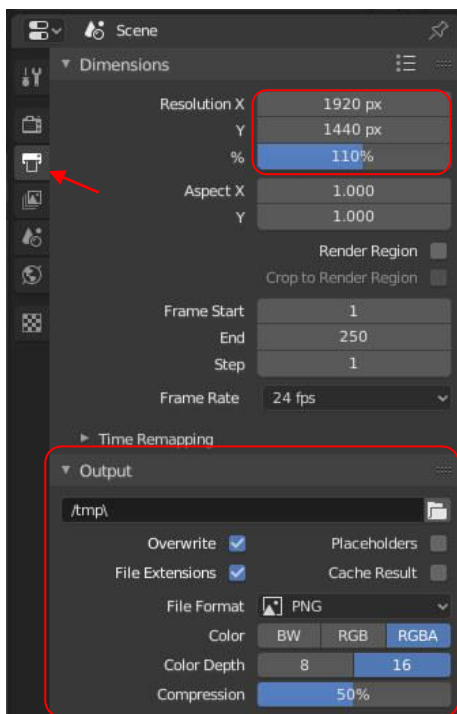 Scene
Dimensions
Resolution X 1920 px
Y 1440 px
% 110%
Aspect X 1.000
Y 1.000
Render Region
Crop to Render Region
Frame Start 1
End 250
Step 1
Frame Rate 24 fps
Time Remapping
Output
/tmp\
Overwrite Placeholders
File Extensions Cache Result
File Format PNG
Color BW RGB RGBA
Color Depth 8 16
Compression 50%